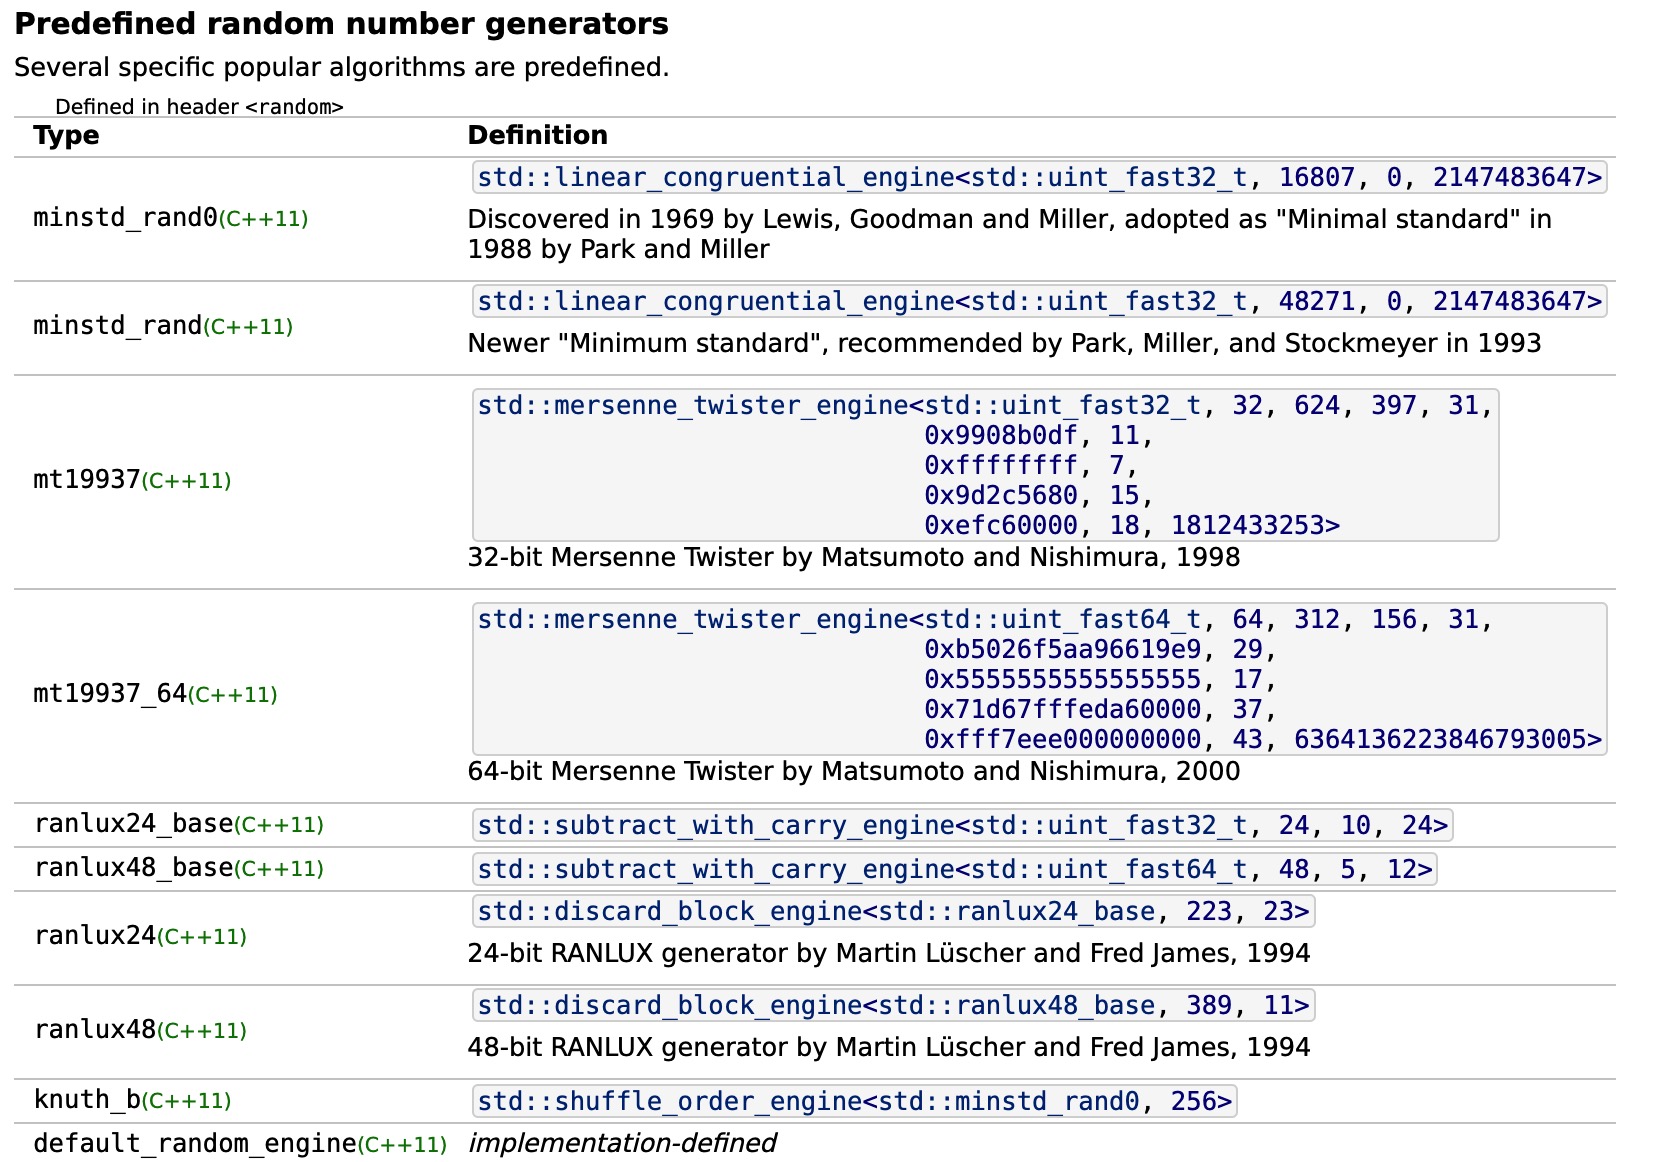 Predefined random number generators
Several specific popular algorithms are predefined.
Defined in header <random>
Type Definition
std::linear_congruential_engine<std::uint_fast32_t, 16807, 0, 2147483647>
minstd_rand0(C++11)
Discovered in 1969 by Lewis, Goodman and Miller, adopted as "Minimal standard" in
1988 by Park and Miller
std::linear_congruential_engine<std::uint_fast32_t, 48271, 0, 2147483647>
minstd_rand(C++11)
Newer "Minimum standard", recommended by Park, Miller, and Stockmeyer in 1993
mt19937(C++11)
std::mersenne_twister_engine<std::uint_fast32_t, 32, 624, 397, 31,
0x9908b0df, 11,
0xffffffff, 7,
0x9d2c5680, 15,
0xefc60000, 18, 1812433253>
32-bit Mersenne Twister by Matsumoto and Nishimura, 1998
mt19937_64(C++11)
std::mersenne_twister_engine<std::uint_fast64_t, 64, 312, 156, 31,
0xb5026f5aa96619e9, 29,
0x5555555555555555, 17,
0x71d67fffeda60000, 37,
0xfff7eee000000000, 43, 6364136223846793005>
64-bit Mersenne Twister by Matsumoto and Nishimura, 2000
ranlux24_base(C++11) std::subtract_with_carry_engine<std::uint_fast32_t, 24, 10, 24>
ranlux48_base(C++11) std::subtract_with_carry_engine<std::uint_fast64_t, 48, 5, 12>
ranlux24(C++11)
std::discard_block_engine<std::ranlux24_base, 223, 23>
24-bit RANLUX generator by Martin Lüscher and Fred James, 1994
ranlux48(C++11)
std::discard_block_engine<std::ranlux48_base, 389, 11>
48-bit RANLUX generator by Martin Lüscher and Fred James, 1994
knuth_b(C++11) std::shuffle_order_engine<std::minstd_rand0, 256>
default_random_engine(C++11) implementation-defined